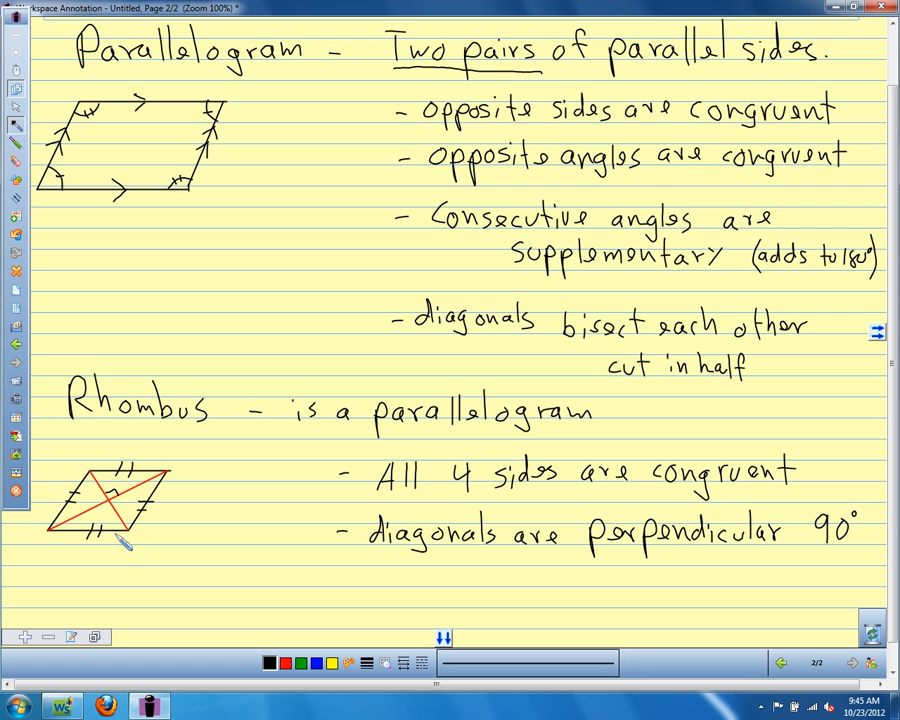 Workspace Annotation - Untitled, Page 2/2 (Zoom 100%) *
Parallelogram - Two pairs of parallel sides.
- opposite sides are congruent
- opposite angles are congruent
- Consecutive angles are
supplementary (adds to 180°)
- diagonals bisect each other
cut in half
Rhombus - is a parallelogram
- All 4 sides are congruent
- diagonals are perpendicular 90°
2/2
9:45 AM
10/23/2012